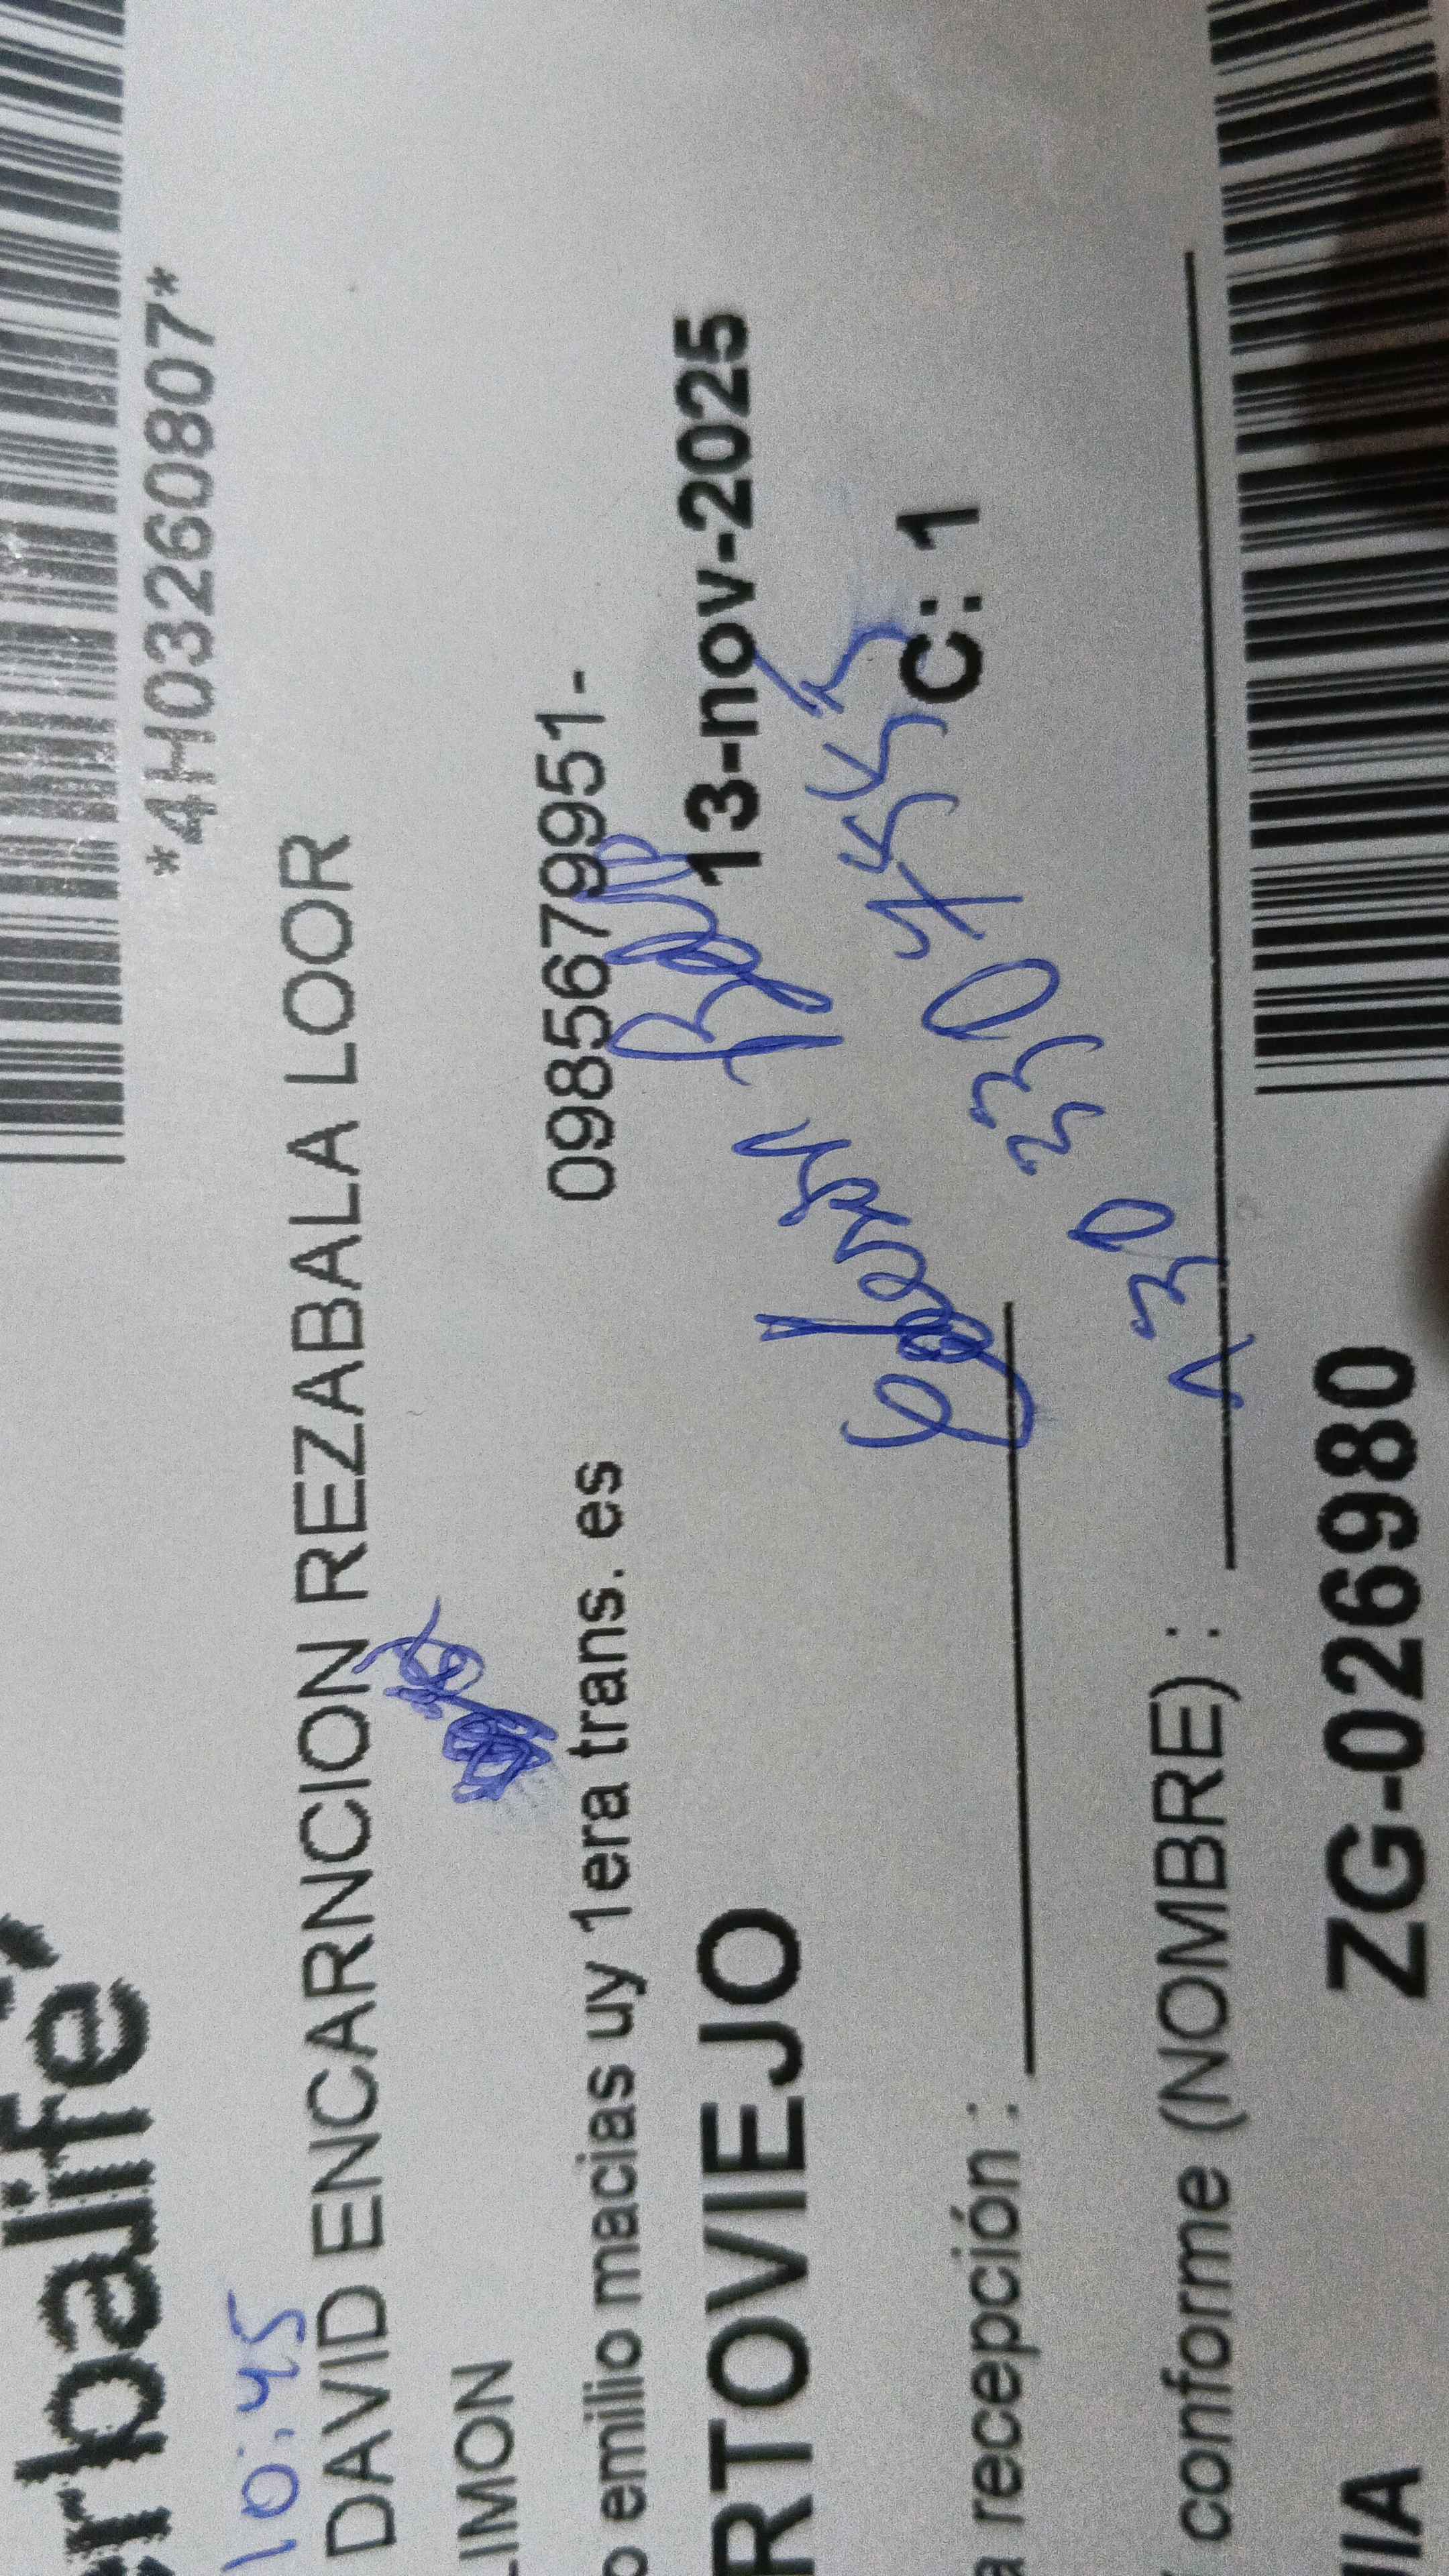 rbalife
*4H03260807*
10:45
DAVID ENCARNCION REZABALA LOOR
LIMON
o emilio macias uy 1era trans. es 0985679951-
RTOVIEJO 13-nov-2025
C: 1
a recepción :
conforme (NOMBRE) :
ZG-026980
IA